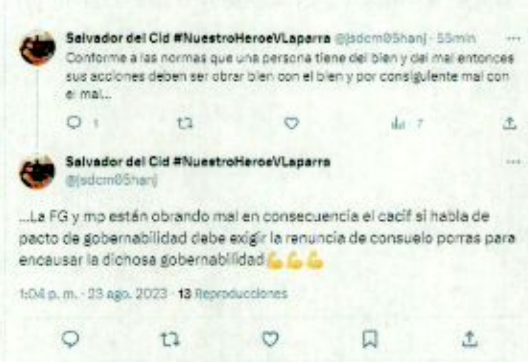 Salvador del Cid #NuestroHeroeVLaparra @jsdcm05hanj · 55min
Conforme a las normas que una persona tiene del bien y del mal entonces
sus acciones deben ser obrar bien con el bien y por consiguiente mal con
el mal...
1 7
Salvador del Cid #NuestroHeroeVLaparra
@jsdcm05hanj
...La FG y mp están obrando mal en consecuencia el cacif si habla de
pacto de gobernabilidad debe exigir la renuncia de consuelo porras para
encausar la dichosa gobernabilidad💪💪💪
1:04 p. m. · 23 ago. 2023 · 13 Reproducciones